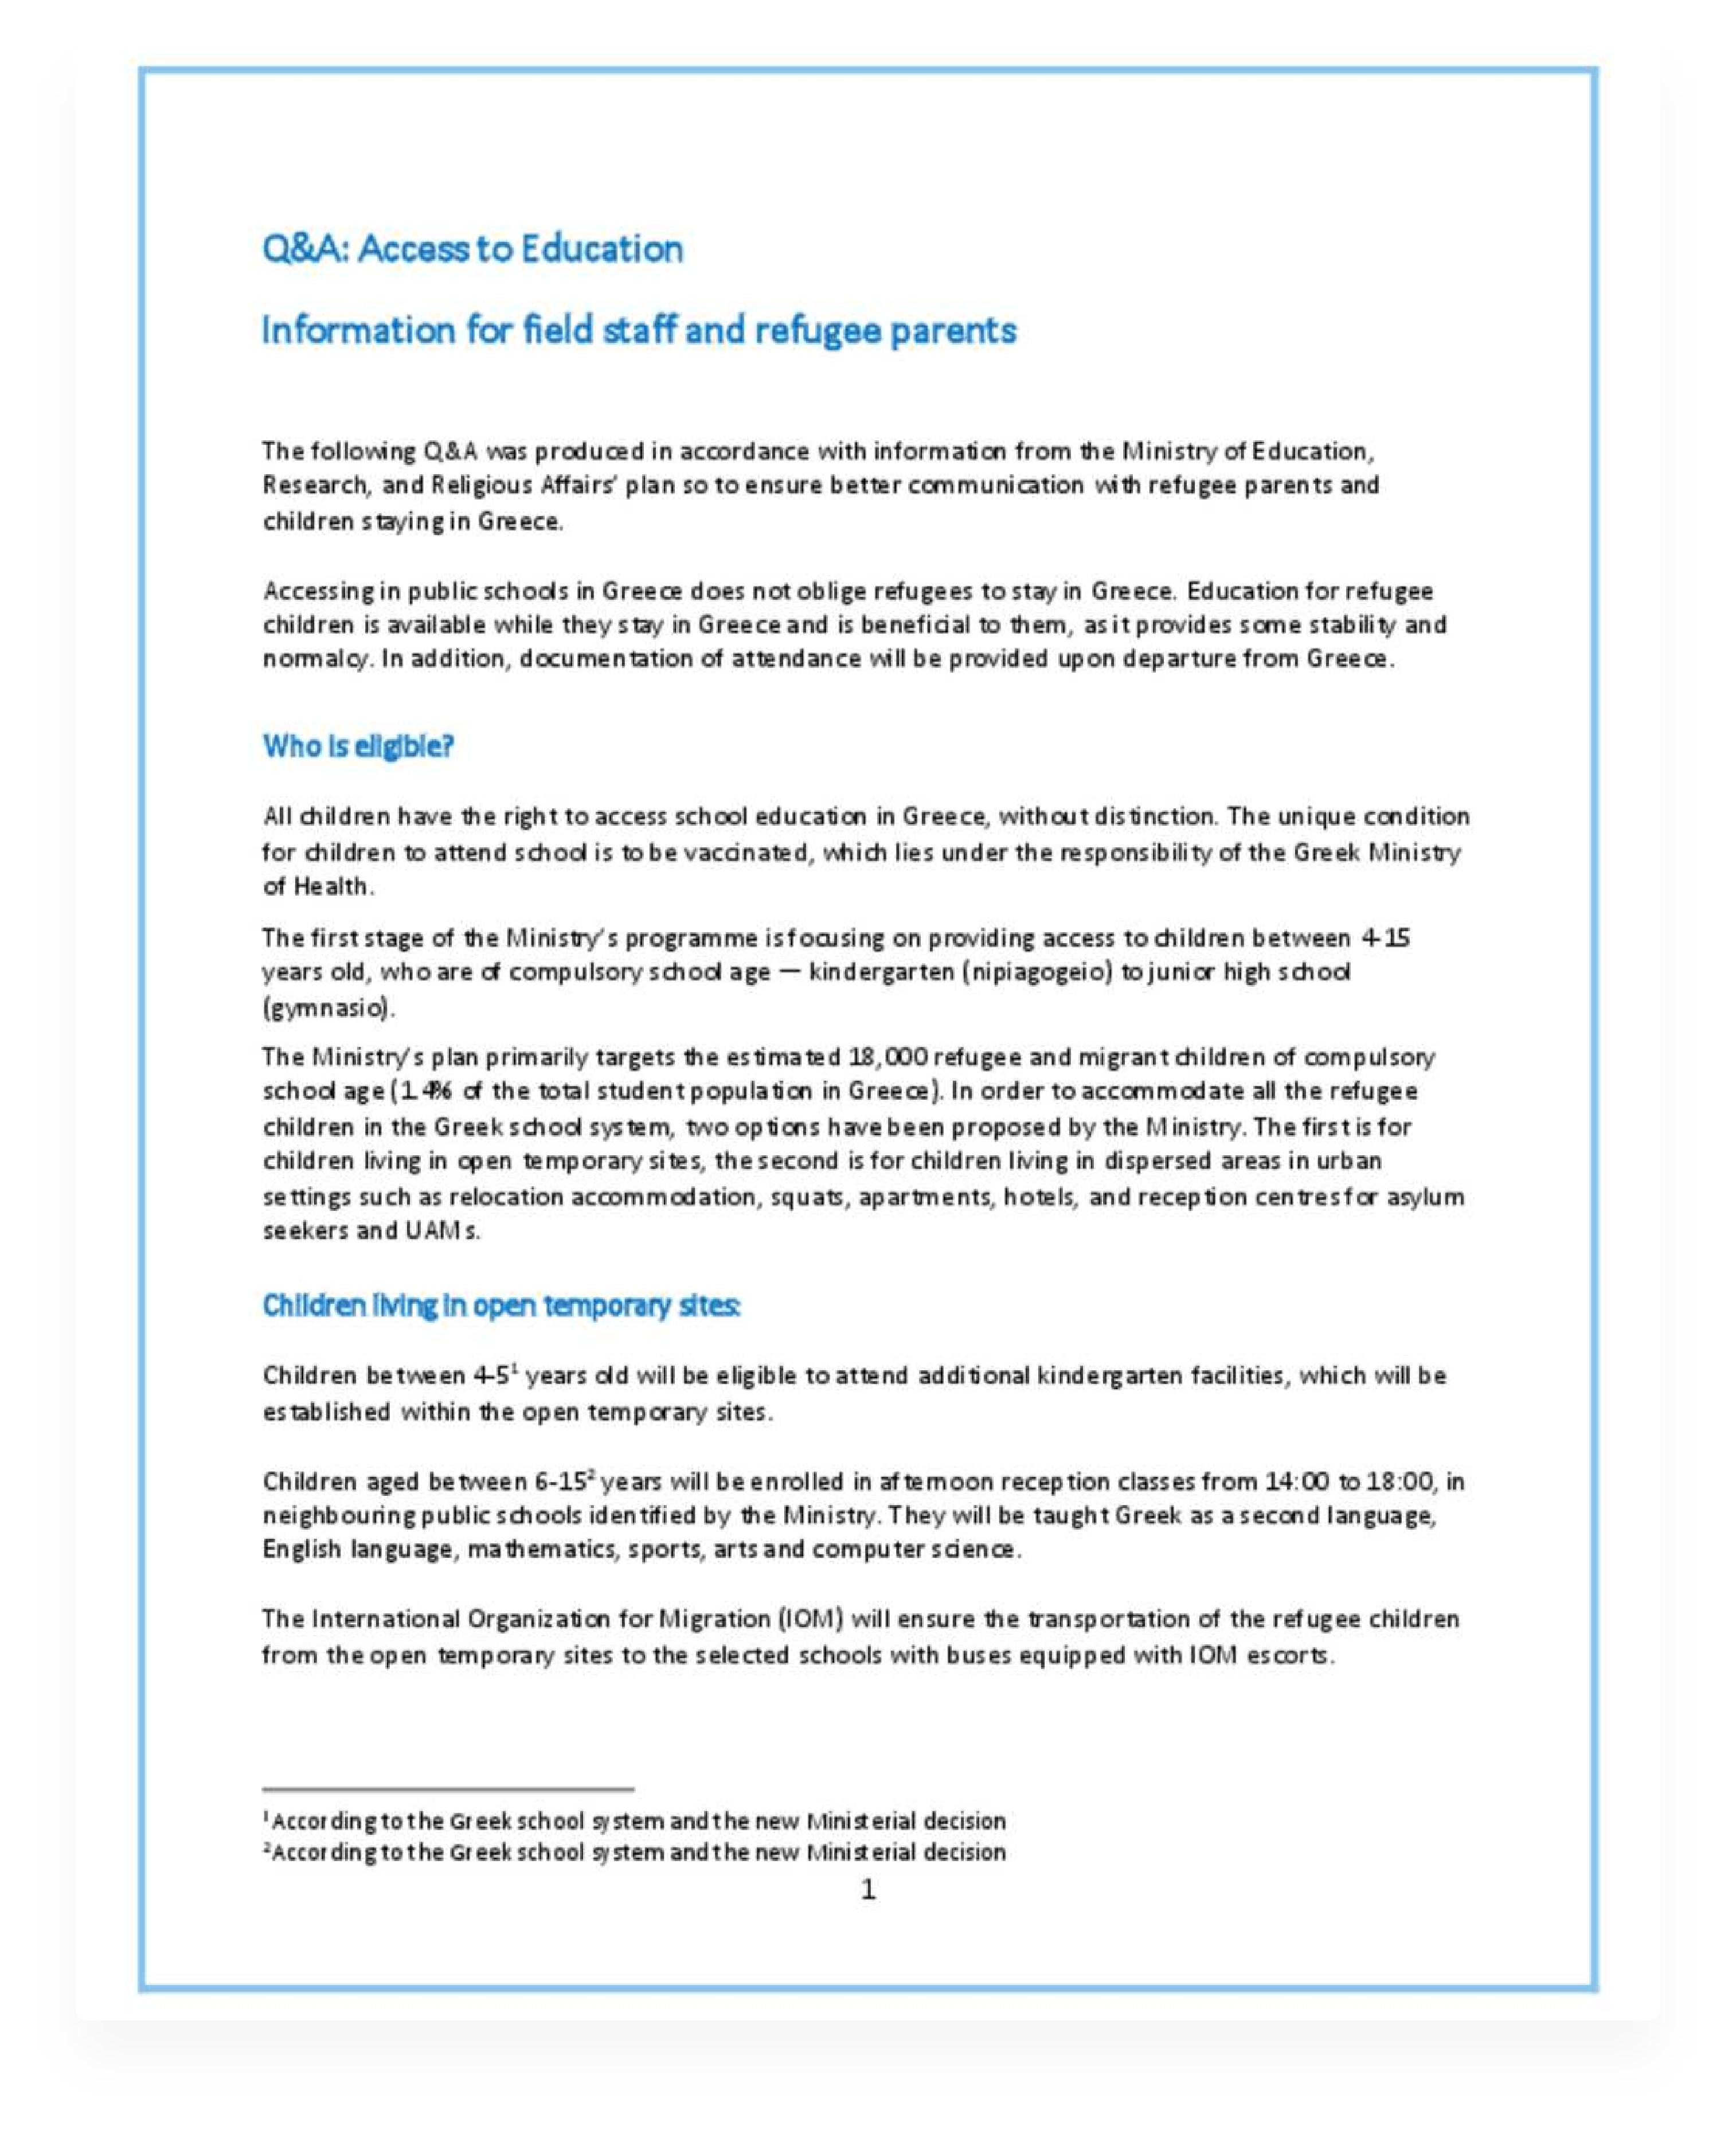 Q&A: Access to Education
Information for field staff and refugee parents
The following Q&A was produced in accordance with information from the Ministry of Education,
Research, and Religious Affairs’ plan so to ensure better communication with refugee parents and
children staying in Greece.
Accessing in public schools in Greece does not oblige refugees to stay in Greece. Education for refugee
children is available while they stay in Greece and is beneficial to them, as it provides some stability and
normalcy. In addition, documentation of attendance will be provided upon departure from Greece.
Who is eligible?
All children have the right to access school education in Greece, without distinction. The unique condition
for children to attend school is to be vaccinated, which lies under the responsibility of the Greek Ministry
of Health.
The first stage of the Ministry’s programme is focusing on providing access to children between 4-15
years old, who are of compulsory school age — kindergarten (nipiagogeio) to junior high school
(gymnasio).
The Ministry’s plan primarily targets the estimated 18,000 refugee and migrant children of compulsory
school age (1.4% of the total student population in Greece). In order to accommodate all the refugee
children in the Greek school system, two options have been proposed by the Ministry. The first is for
children living in open temporary sites, the second is for children living in dispersed areas in urban
settings such as relocation accommodation, squats, apartments, hotels, and reception centres for asylum
seekers and UAMs.
Children living in open temporary sites:
Children between 4-5¹ years old will be eligible to attend additional kindergarten facilities, which will be
established within the open temporary sites.
Children aged between 6-15² years will be enrolled in afternoon reception classes from 14:00 to 18:00, in
neighbouring public schools identified by the Ministry. They will be taught Greek as a second language,
English language, mathematics, sports, arts and computer science.
The International Organization for Migration (IOM) will ensure the transportation of the refugee children
from the open temporary sites to the selected schools with buses equipped with IOM escorts.
¹ According to the Greek school system and the new Ministerial decision
² According to the Greek school system and the new Ministerial decision
1